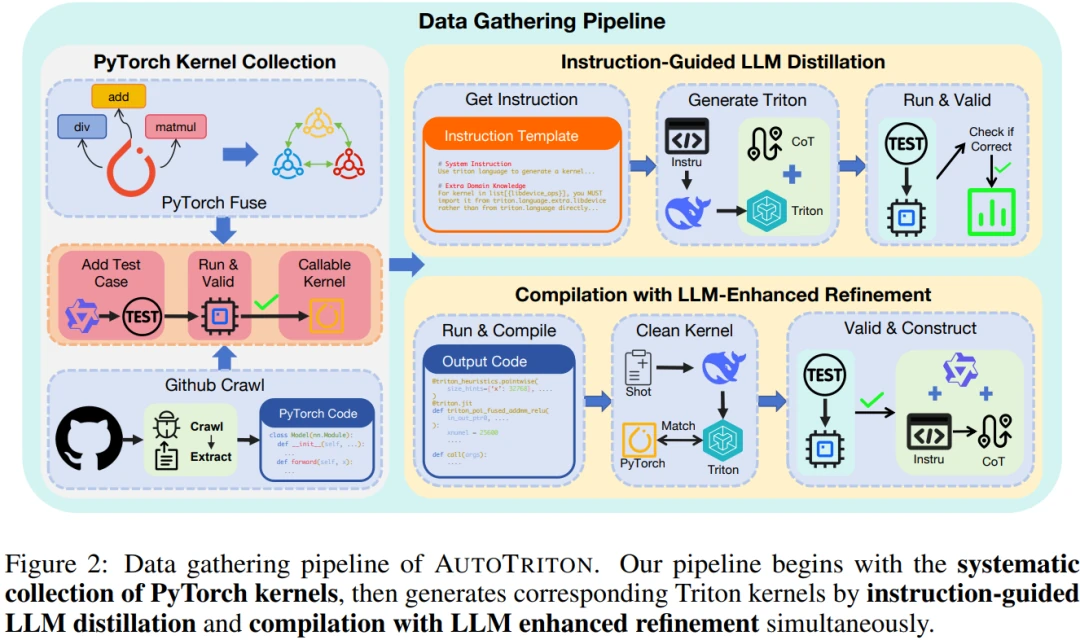 Data Gathering Pipeline
PyTorch Kernel Collection
add
div
matmul
PyTorch Fuse
Add Test
Case
TEST
Run &
Valid
Callable
Kernel
Github Crawl
Crawl
Extract
PyTorch Code
class Model(nn.Module):
def __init__(self, ...):
...
def forward(self, x):
...
Instruction-Guided LLM Distillation
Get Instruction
Instruction Template
# System Instruction
Use triton language to generate a kernel...
# Extra Domain Knowledge
For kernel in list[{libdevice_ops}], you MUST
import it from triton.language.extra.libdevice
rather than from triton.language directly...
Generate Triton
Instru
CoT
Triton
Run & Valid
TEST
Check if
Correct
Compilation with LLM-Enhanced Refinement
Run & Compile
Output Code
@triton_heuristics.pointwise(
size_hints={"x": 32768}, ....
)
@triton.jit
def triton_poi_fused_addmm_relu(
in_out_ptr0, ....
):
xnumel = 25600
....
def call(args):
....
Clean Kernel
Shot
Match
PyTorch
Triton
Valid & Construct
TEST
Instru
CoT
Figure 2: Data gathering pipeline of AUTOTRITON. Our pipeline begins with the systematic
collection of PyTorch kernels, then generates corresponding Triton kernels by instruction-guided
LLM distillation and compilation with LLM enhanced refinement simultaneously.